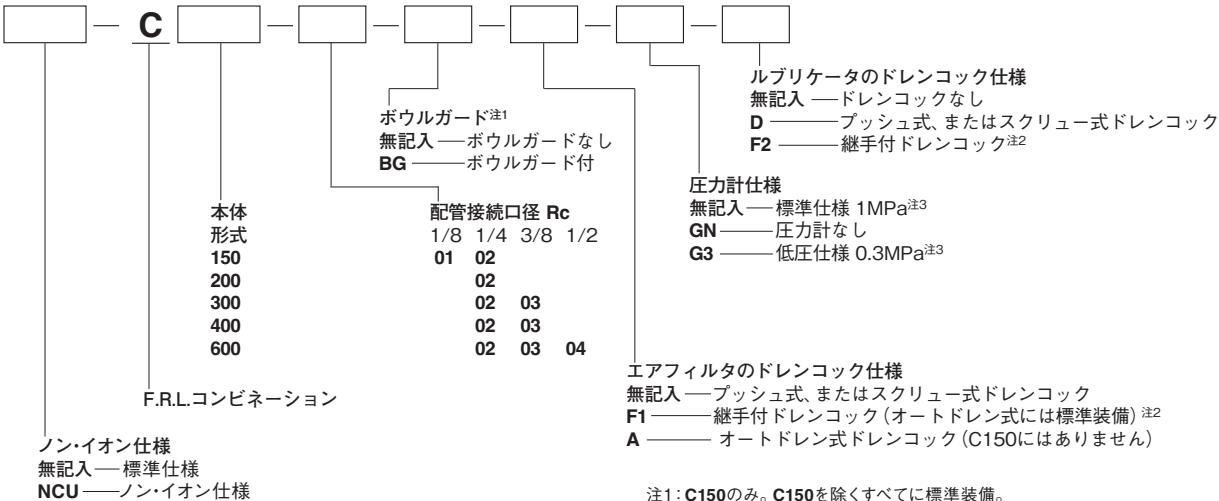 C
ルブリケータのドレンコック仕様
無記入 ドレンコックなし
D プッシュ式、またはスクリュー式ドレンコック
F2 継手付ドレンコック注2
ボウルガード注1
無記入 ボウルガードなし
BG ボウルガード付
圧力計仕様
無記入 標準仕様 1MPa注3
GN 圧力計なし
G3 低圧仕様 0.3MPa注3
本体
形式
150
200
300
400
600
配管接続口径 Rc
1/8 1/4 3/8 1/2
01 02
02
02 03
02 03
02 03 04
エアフィルタのドレンコック仕様
無記入 プッシュ式、またはスクリュー式ドレンコック
F1 継手付ドレンコック(オートドレン式には標準装備)注2
A オートドレン式ドレンコック(C150にはありません)
F.R.L.コンビネーション
ノン・イオン仕様
無記入 標準仕様
NCU ノン・イオン仕様
注1:C150のみ。C150を除くすべてに標準装備。